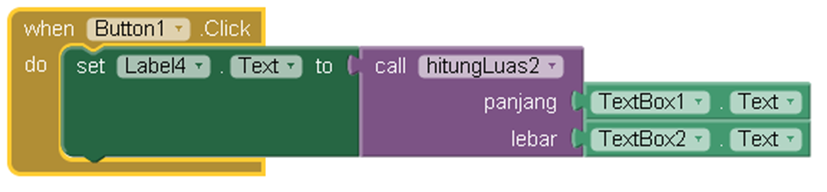 when Button1 .Click
do set Label4 . Text to call hitungLuas2
panjang TextBox1 . Text
lebar TextBox2 . Text